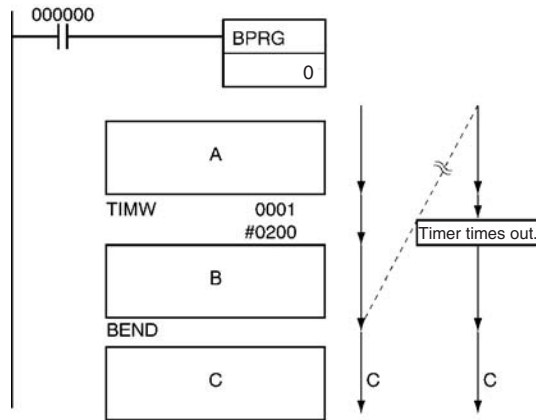 000000
BPRG
0
A
TIMW 0001
#0200
Timer times out.
B
BEND
C C C